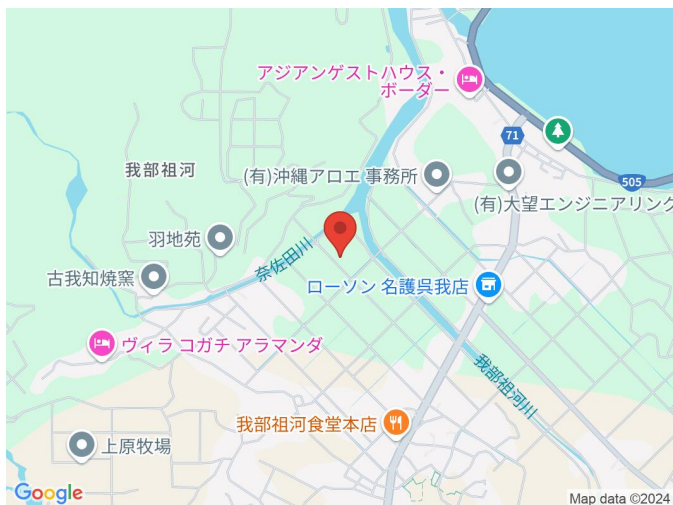 アジアンゲストハウス・
ボーダー
71
我部祖河
(有)沖縄アロエ 事務所
505
(有)大望エンジニアリング
羽地苑
奈佐田川
古我知焼窯
ローソン 名護呉我店
ヴィラ コガチ アラマンダ
我部祖河川
我部祖河食堂本店
上原牧場
Google
Map data ©2024